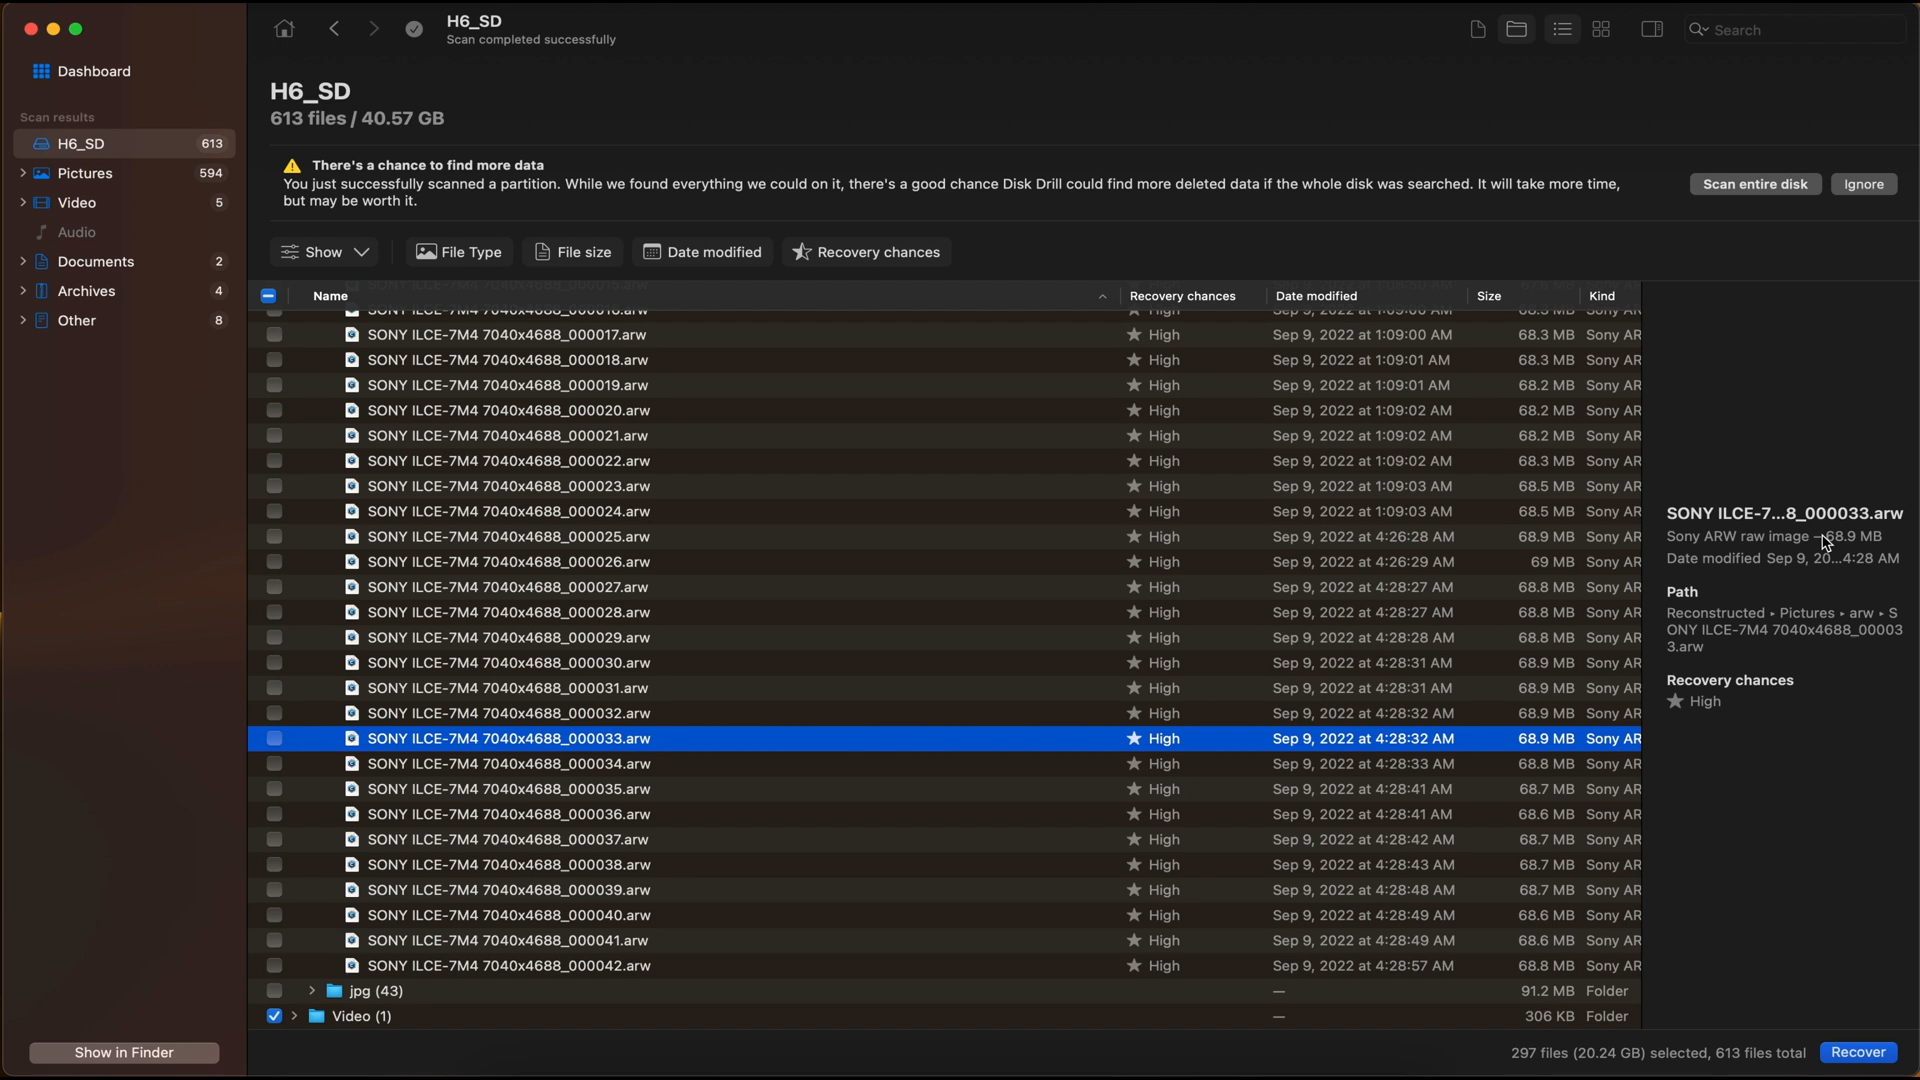 H6_SD
Scan completed successfully
Search
Dashboard
Scan results
H6_SD 613
Pictures 594
Video 5
Audio
Documents 2
Archives 4
Other 8
Show in Finder
H6_SD
613 files / 40.57 GB
There's a chance to find more data
You just successfully scanned a partition. While we found everything we could on it, there's a good chance Disk Drill could find more deleted data if the whole disk was searched. It will take more time,
but may be worth it.
Scan entire disk
Ignore
Show
File Type
File size
Date modified
Recovery chances
Name Recovery chances Date modified Size Kind
SONY ILCE-7M4 7040x4688_000017.arw High Sep 9, 2022 at 1:09:00 AM 68.3 MB Sony AR
SONY ILCE-7M4 7040x4688_000018.arw High Sep 9, 2022 at 1:09:01 AM 68.3 MB Sony AR
SONY ILCE-7M4 7040x4688_000019.arw High Sep 9, 2022 at 1:09:01 AM 68.2 MB Sony AR
SONY ILCE-7M4 7040x4688_000020.arw High Sep 9, 2022 at 1:09:02 AM 68.2 MB Sony AR
SONY ILCE-7M4 7040x4688_000021.arw High Sep 9, 2022 at 1:09:02 AM 68.2 MB Sony AR
SONY ILCE-7M4 7040x4688_000022.arw High Sep 9, 2022 at 1:09:02 AM 68.3 MB Sony AR
SONY ILCE-7M4 7040x4688_000023.arw High Sep 9, 2022 at 1:09:03 AM 68.5 MB Sony AR
SONY ILCE-7M4 7040x4688_000024.arw High Sep 9, 2022 at 1:09:03 AM 68.5 MB Sony AR
SONY ILCE-7M4 7040x4688_000025.arw High Sep 9, 2022 at 4:26:28 AM 68.9 MB Sony AR
SONY ILCE-7M4 7040x4688_000026.arw High Sep 9, 2022 at 4:26:29 AM 69 MB Sony AR
SONY ILCE-7M4 7040x4688_000027.arw High Sep 9, 2022 at 4:28:27 AM 68.8 MB Sony AR
SONY ILCE-7M4 7040x4688_000028.arw High Sep 9, 2022 at 4:28:27 AM 68.8 MB Sony AR
SONY ILCE-7M4 7040x4688_000029.arw High Sep 9, 2022 at 4:28:28 AM 68.8 MB Sony AR
SONY ILCE-7M4 7040x4688_000030.arw High Sep 9, 2022 at 4:28:31 AM 68.9 MB Sony AR
SONY ILCE-7M4 7040x4688_000031.arw High Sep 9, 2022 at 4:28:31 AM 68.9 MB Sony AR
SONY ILCE-7M4 7040x4688_000032.arw High Sep 9, 2022 at 4:28:32 AM 68.9 MB Sony AR
SONY ILCE-7M4 7040x4688_000033.arw High Sep 9, 2022 at 4:28:32 AM 68.9 MB Sony AR
SONY ILCE-7M4 7040x4688_000034.arw High Sep 9, 2022 at 4:28:33 AM 68.8 MB Sony AR
SONY ILCE-7M4 7040x4688_000035.arw High Sep 9, 2022 at 4:28:41 AM 68.7 MB Sony AR
SONY ILCE-7M4 7040x4688_000036.arw High Sep 9, 2022 at 4:28:41 AM 68.6 MB Sony AR
SONY ILCE-7M4 7040x4688_000037.arw High Sep 9, 2022 at 4:28:42 AM 68.7 MB Sony AR
SONY ILCE-7M4 7040x4688_000038.arw High Sep 9, 2022 at 4:28:43 AM 68.7 MB Sony AR
SONY ILCE-7M4 7040x4688_000039.arw High Sep 9, 2022 at 4:28:48 AM 68.7 MB Sony AR
SONY ILCE-7M4 7040x4688_000040.arw High Sep 9, 2022 at 4:28:49 AM 68.6 MB Sony AR
SONY ILCE-7M4 7040x4688_000041.arw High Sep 9, 2022 at 4:28:49 AM 68.6 MB Sony AR
SONY ILCE-7M4 7040x4688_000042.arw High Sep 9, 2022 at 4:28:57 AM 68.8 MB Sony AR
jpg (43) — 91.2 MB Folder
Video (1) — 306 KB Folder
SONY ILCE-7...8_000033.arw
Sony ARW raw image – 68.9 MB
Date modified Sep 9, 20...4:28 AM
Path
Reconstructed ▸ Pictures ▸ arw ▸ S
ONY ILCE-7M4 7040x4688_00003
3.arw
Recovery chances
High
297 files (20.24 GB) selected, 613 files total
Recover